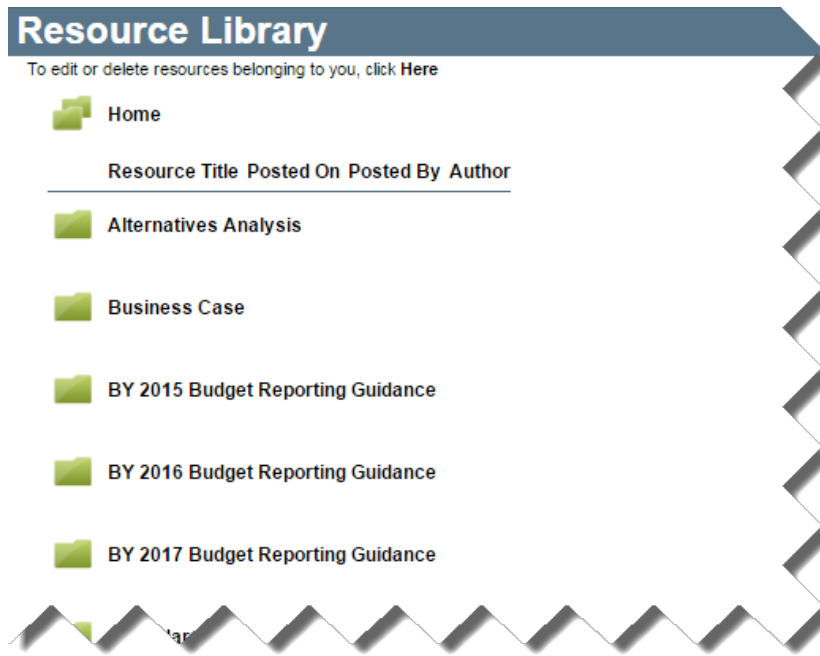 Resource Library
To edit or delete resources belonging to you, click Here
Home
Resource Title Posted On Posted By Author
Alternatives Analysis
Business Case
BY 2015 Budget Reporting Guidance
BY 2016 Budget Reporting Guidance
BY 2017 Budget Reporting Guidance